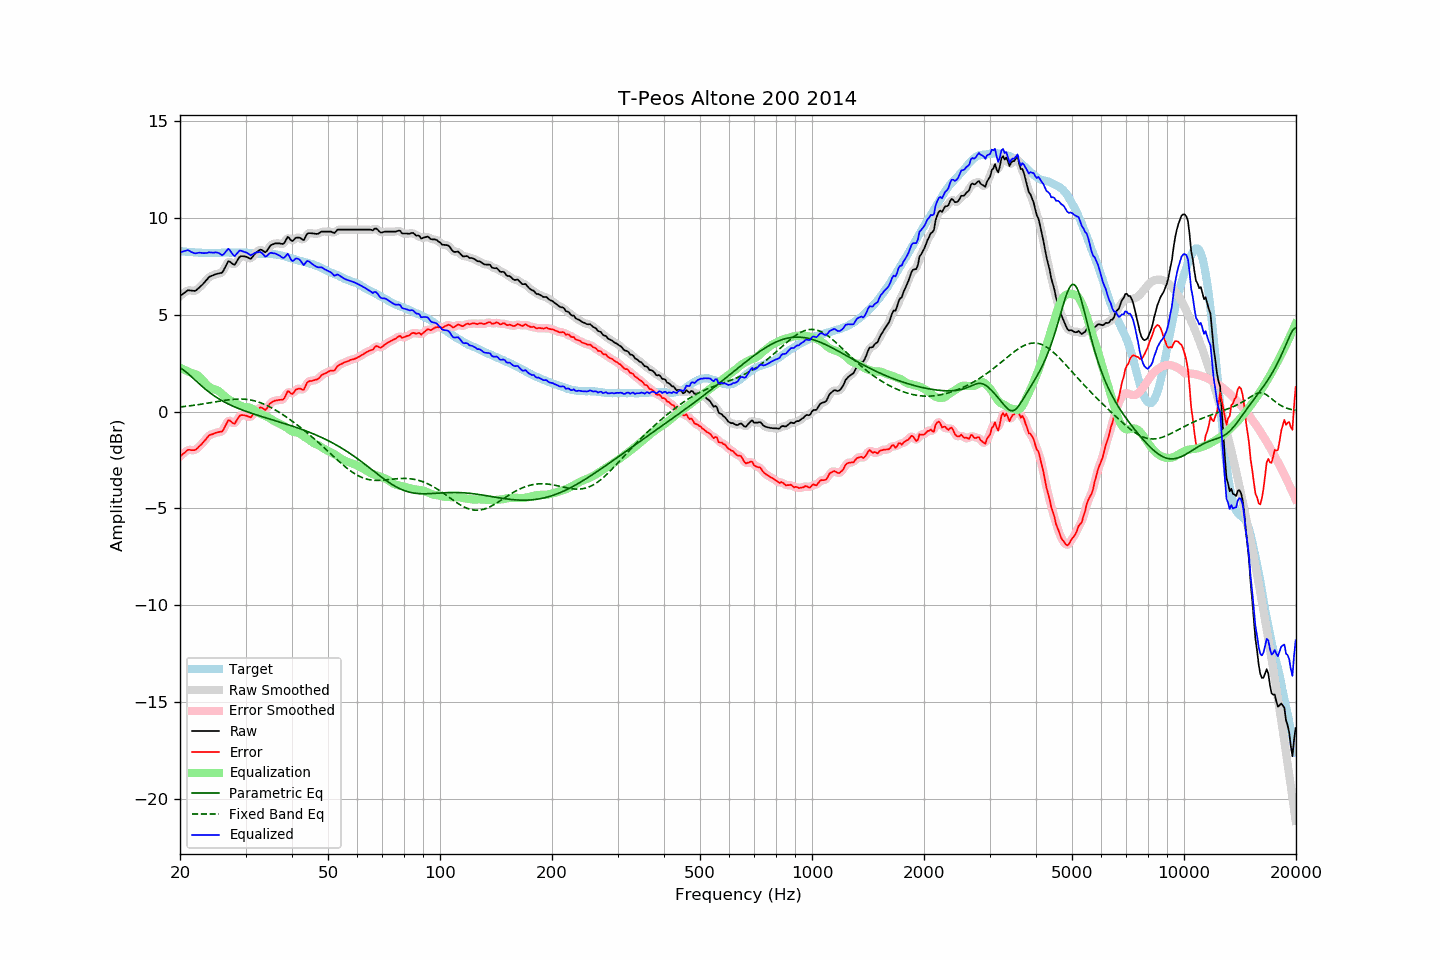 T-Peos Altone 200 2014
15
10
5
0
−5
−10
−15
−20
Amplitude (dBr)
Target
Raw Smoothed
Error Smoothed
Raw
Error
Equalization
Parametric Eq
Fixed Band Eq
Equalized
20 50 100 200 500 1000 2000 5000 10000 20000
Frequency (Hz)